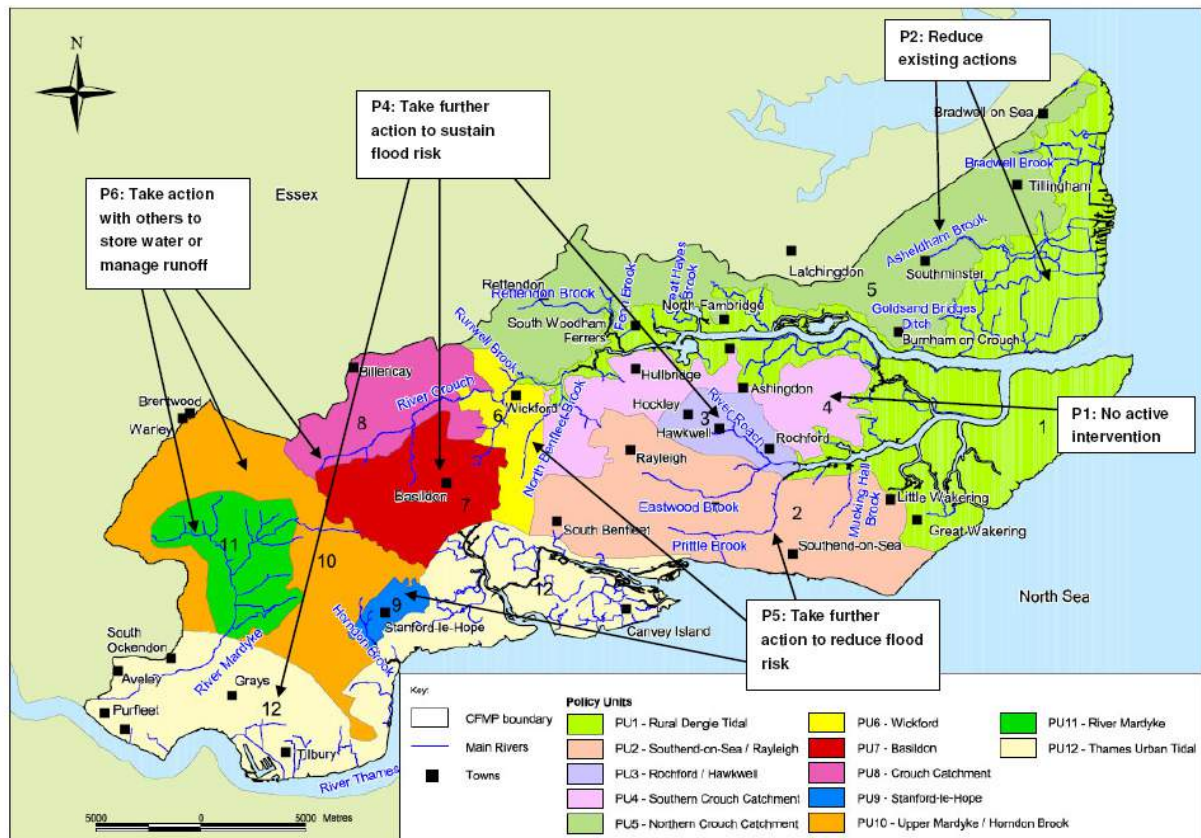 N
P2: Reduce
existing actions
P4: Take further
action to sustain
flood risk
P6: Take action
with others to
store water or
manage runoff
Essex
Bradwell on Sea
Bradwell Brook
Tillingham
Asheldham Brook
Southminster
Latchingdon
5
Goldsand Bridges
Ditch
Burnham on Crouch
Rettendon
Rettendon Brook
Fenn Brook
Great Hayes
Brook
North Fambridge
South Woodham
Ferrers
Runwell Brook
Billericay
River Crouch
8
6
Wickford
North Benfleet Brook
Hullbridge
Ashingdon
Hockley
3
River Roach
Hawkwell
Rochford
4
P1: No active
intervention
1
Brentwood
Warley
Rayleigh
Basildon
7
Eastwood Brook
Mucking Hall
Brook
Little Wakering
Great Wakering
2
South Benfleet
Prittle Brook
Southend-on-Sea
11
10
12
9
Stanford-le-Hope
Canvey Island
North Sea
P5: Take further
action to reduce flood
risk
Horndon Brook
South
Ockendon
River Mardyke
Aveley
Grays
Purfleet
12
Tilbury
River Thames
5000 0 5000 Metres
Key:
CFMP boundary
Main Rivers
Towns
Policy Units
PU1 - Rural Dengie Tidal
PU2 - Southend-on-Sea / Rayleigh
PU3 - Rochford / Hawkwell
PU4 - Southern Crouch Catchment
PU5 - Northern Crouch Catchment
PU6 - Wickford
PU7 - Basildon
PU8 - Crouch Catchment
PU9 - Stanford-le-Hope
PU10 - Upper Mardyke / Horndon Brook
PU11 - River Mardyke
PU12 - Thames Urban Tidal